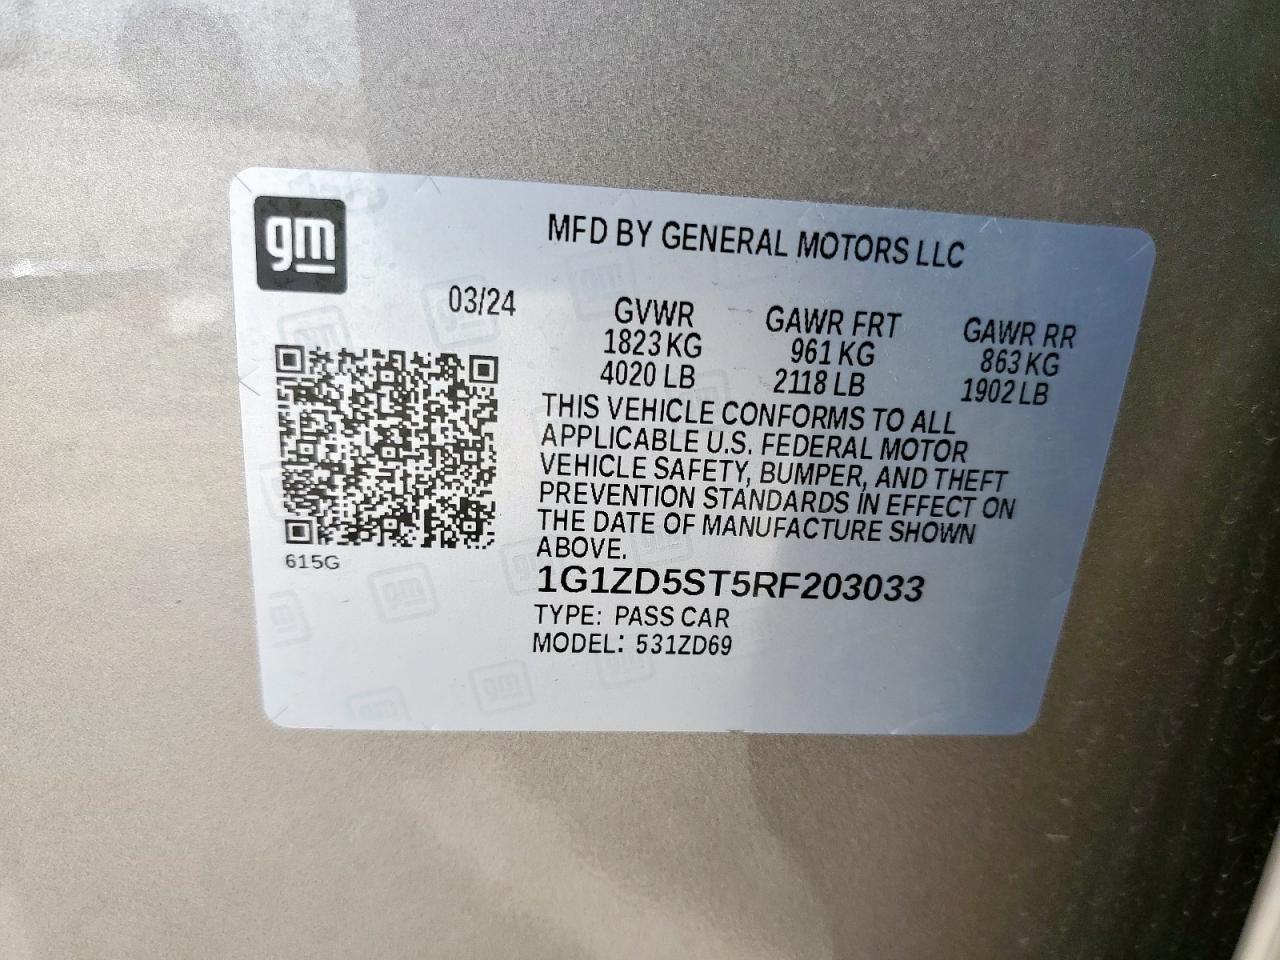 gm
MFD BY GENERAL MOTORS LLC
03/24
GVWR GAWR FRT GAWR RR
1823 KG 961 KG 863 KG
4020 LB 2118 LB 1902 LB
THIS VEHICLE CONFORMS TO ALL
APPLICABLE U.S. FEDERAL MOTOR
VEHICLE SAFETY, BUMPER, AND THEFT
PREVENTION STANDARDS IN EFFECT ON
THE DATE OF MANUFACTURE SHOWN
ABOVE.
615G
1G1ZD5ST5RF203033
TYPE: PASS CAR
MODEL: 531ZD69